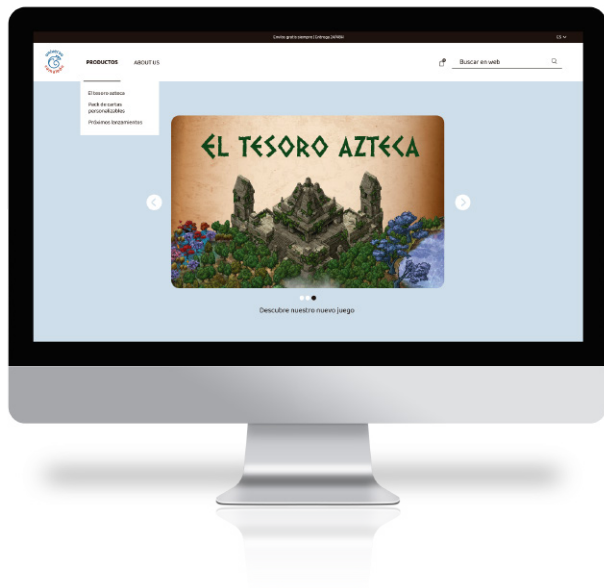 Envíos gratis siempre | Entrega 24/48H
ES
PRODUCTOS
ABOUT US
Buscar en web
El tesoro azteca
Pack de cartas
personalizables
Próximos lanzamientos
EL TESORO AZTECA
Descubre nuestro nuevo juego